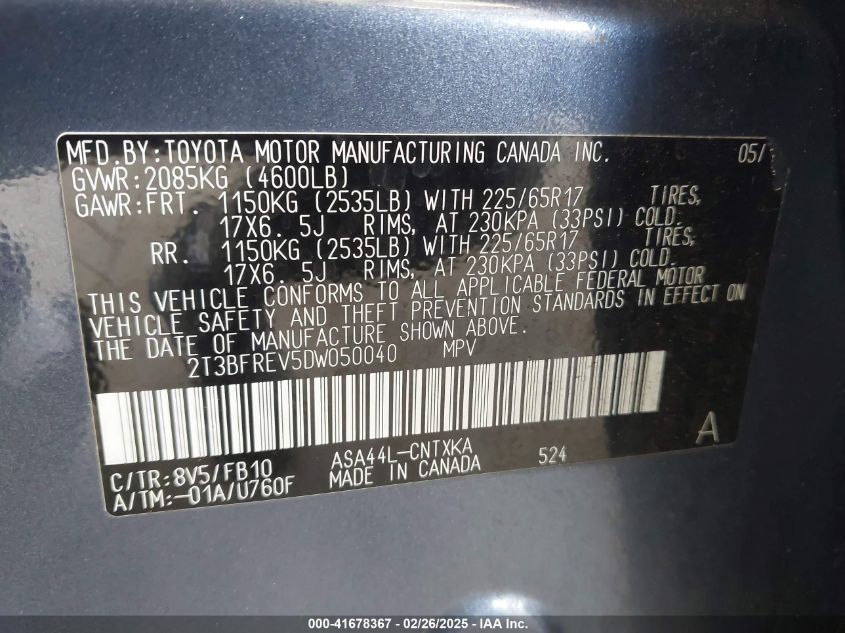 MFD.BY:TOYOTA MOTOR MANUFACTURING CANADA INC. 05/
GVWR:2085KG (4600LB)
GAWR:FRT. 1150KG (2535LB) WITH 225/65R17 TIRES,
17X6. 5J RIMS, AT 230KPA (33PSI) COLD.
RR. 1150KG (2535LB) WITH 225/65R17 TIRES,
17X6. 5J RIMS, AT 230KPA (33PSI) COLD.
THIS VEHICLE CONFORMS TO ALL APPLICABLE FEDERAL MOTOR
VEHICLE SAFETY AND THEFT PREVENTION STANDARDS IN EFFECT ON
THE DATE OF MANUFACTURE SHOWN ABOVE.
2T3BFREV5DW050040 MPV
A
C/TR:8V5/FB10 ASA44L-CNTXKA 524
A/TM:-01A/U760F MADE IN CANADA
000-41678367 - 02/26/2025 - IAA Inc.